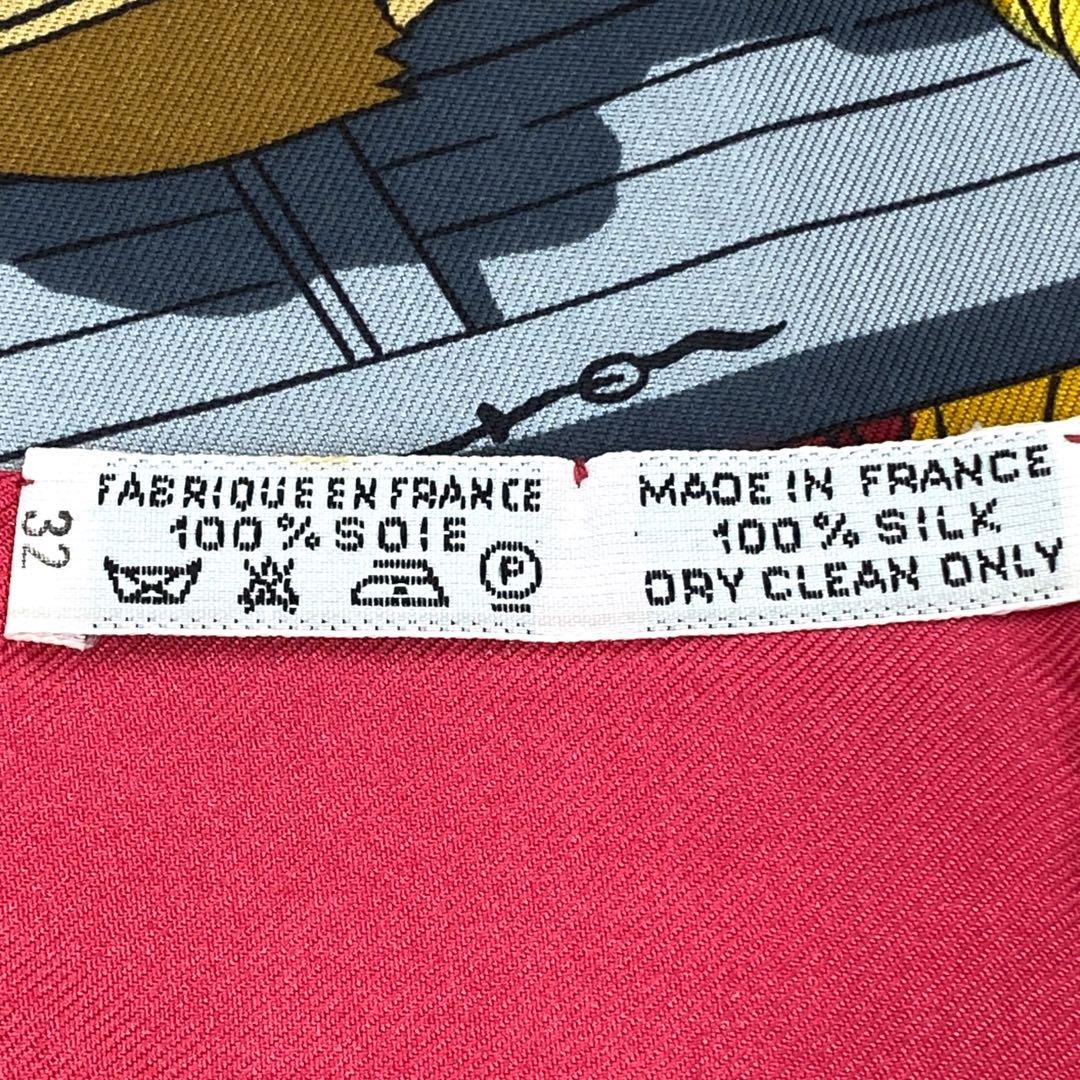 FABRIQUE EN FRANCE
100% SOIE
P
MADE IN FRANCE
100% SILK
DRY CLEAN ONLY
32